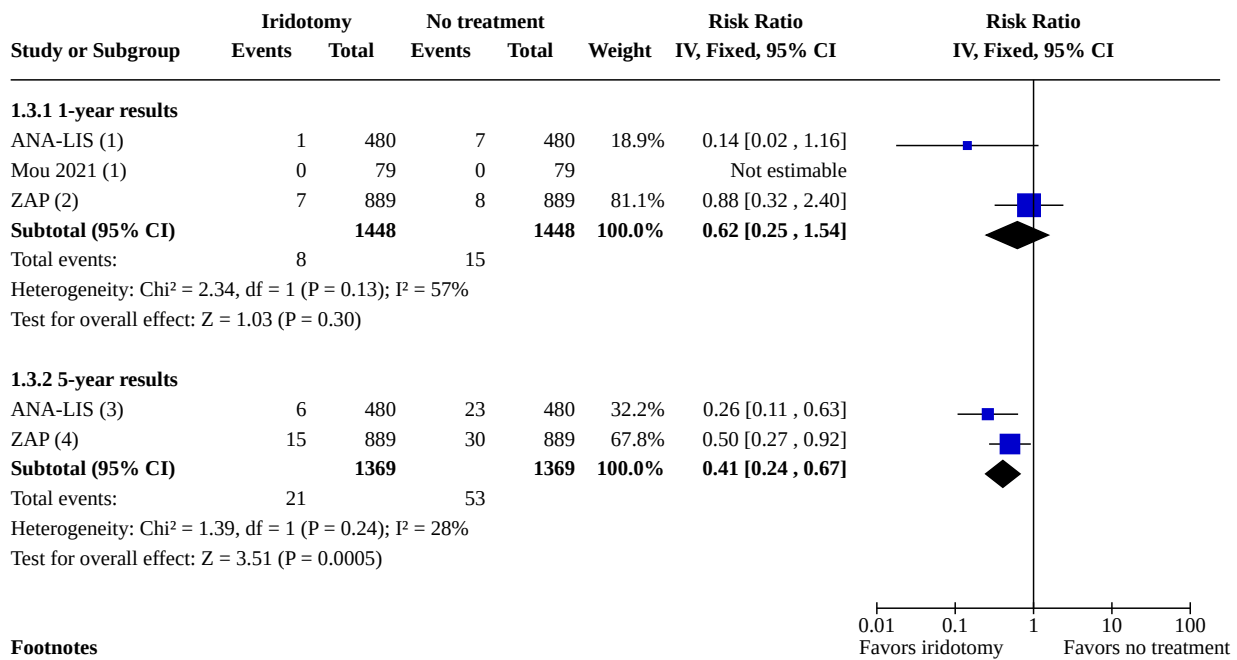 Iridotomy No treatment Risk Ratio Risk Ratio
Study or Subgroup Events Total Events Total Weight IV, Fixed, 95% CI IV, Fixed, 95% CI
1.3.1 1-year results
ANA-LIS (1) 1 480 7 480 18.9% 0.14 [0.02 , 1.16]
Mou 2021 (1) 0 79 0 79 Not estimable
ZAP (2) 7 889 8 889 81.1% 0.88 [0.32 , 2.40]
Subtotal (95% CI) 1448 1448 100.0% 0.62 [0.25 , 1.54]
Total events: 8 15
Heterogeneity: Chi² = 2.34, df = 1 (P = 0.13); I² = 57%
Test for overall effect: Z = 1.03 (P = 0.30)
1.3.2 5-year results
ANA-LIS (3) 6 480 23 480 32.2% 0.26 [0.11 , 0.63]
ZAP (4) 15 889 30 889 67.8% 0.50 [0.27 , 0.92]
Subtotal (95% CI) 1369 1369 100.0% 0.41 [0.24 , 0.67]
Total events: 21 53
Heterogeneity: Chi² = 1.39, df = 1 (P = 0.24); I² = 28%
Test for overall effect: Z = 3.51 (P = 0.0005)
0.01 0.1 1 10 100
Footnotes Favors iridotomy Favors no treatment